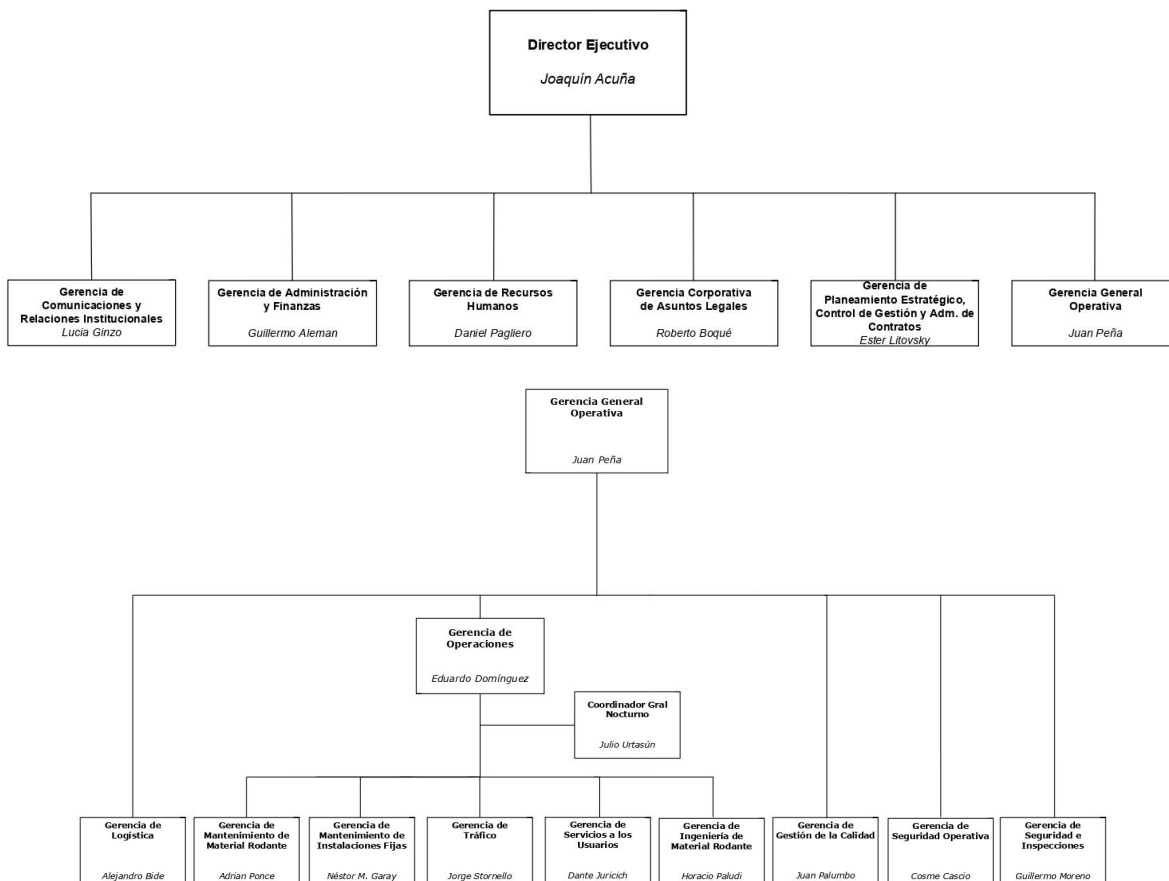 Director Ejecutivo
Joaquín Acuña
Gerencia de
Comunicaciones y
Relaciones Institucionales
Lucia Ginzo
Gerencia de Administración
y Finanzas
Guillermo Aleman
Gerencia de Recursos
Humanos
Daniel Pagliero
Gerencia Corporativa
de Asuntos Legales
Roberto Boqué
Gerencia de
Planeamiento Estratégico,
Control de Gestión y Adm. de
Contratos
Ester Litovsky
Gerencia General
Operativa
Juan Peña
Gerencia General
Operativa
Juan Peña
Gerencia de
Operaciones
Eduardo Domínguez
Coordinador Gral
Nocturno
Julio Urtasún
Gerencia de
Logística
Alejandro Bide
Gerencia de
Mantenimiento de
Material Rodante
Adrian Ponce
Gerencia de
Mantenimiento de
Instalaciones Fijas
Néstor M. Garay
Gerencia de
Tráfico
Jorge Stornello
Gerencia de
Servicios a los
Usuarios
Dante Juricich
Gerencia de
Ingeniería de
Material Rodante
Horacio Paludi
Gerencia de
Gestión de la Calidad
Juan Palumbo
Gerencia de
Seguridad Operativa
Cosme Cascio
Gerencia de
Seguridad e
Inspecciones
Guillermo Moreno